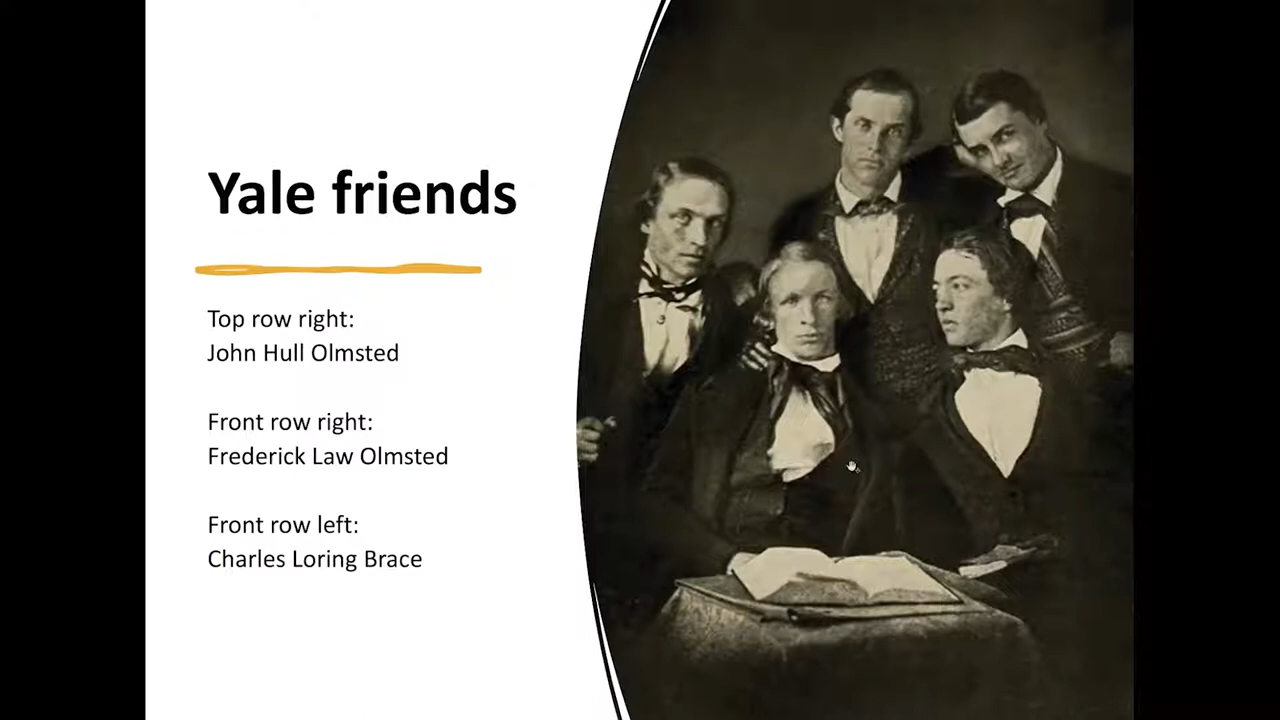 Yale friends
Top row right:
John Hull Olmsted
Front row right:
Frederick Law Olmsted
Front row left:
Charles Loring Brace